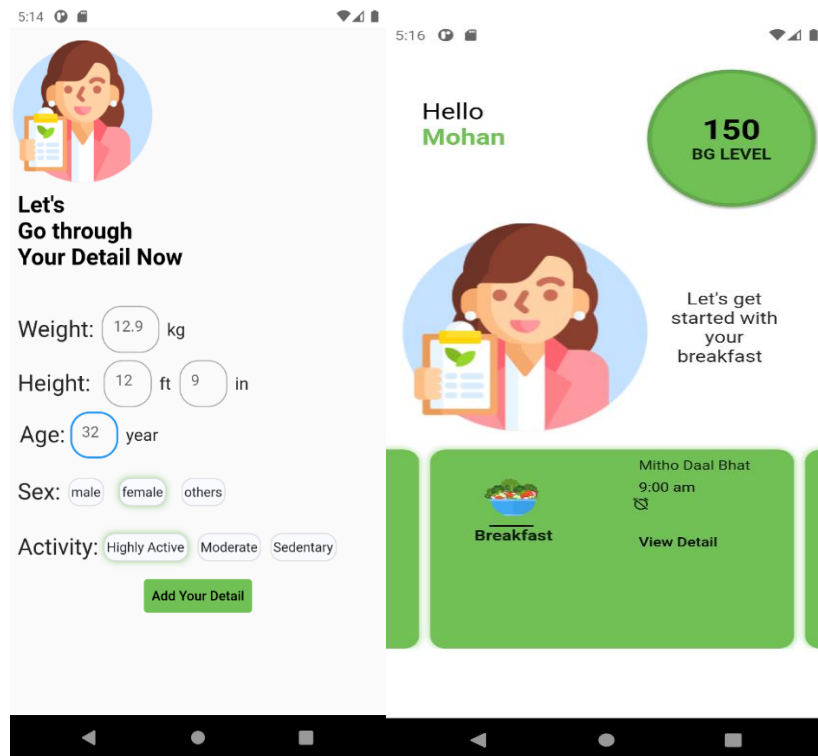 5:14
Let's
Go through
Your Detail Now
Weight: 12.9 kg
Height: 12 ft 9 in
Age: 32 year
Sex: male female others
Activity: Highly Active Moderate Sedentary
Add Your Detail
5:16
Hello
Mohan
150
BG LEVEL
Let's get
started with
your
breakfast
Mitho Daal Bhat
9:00 am
Breakfast
View Detail